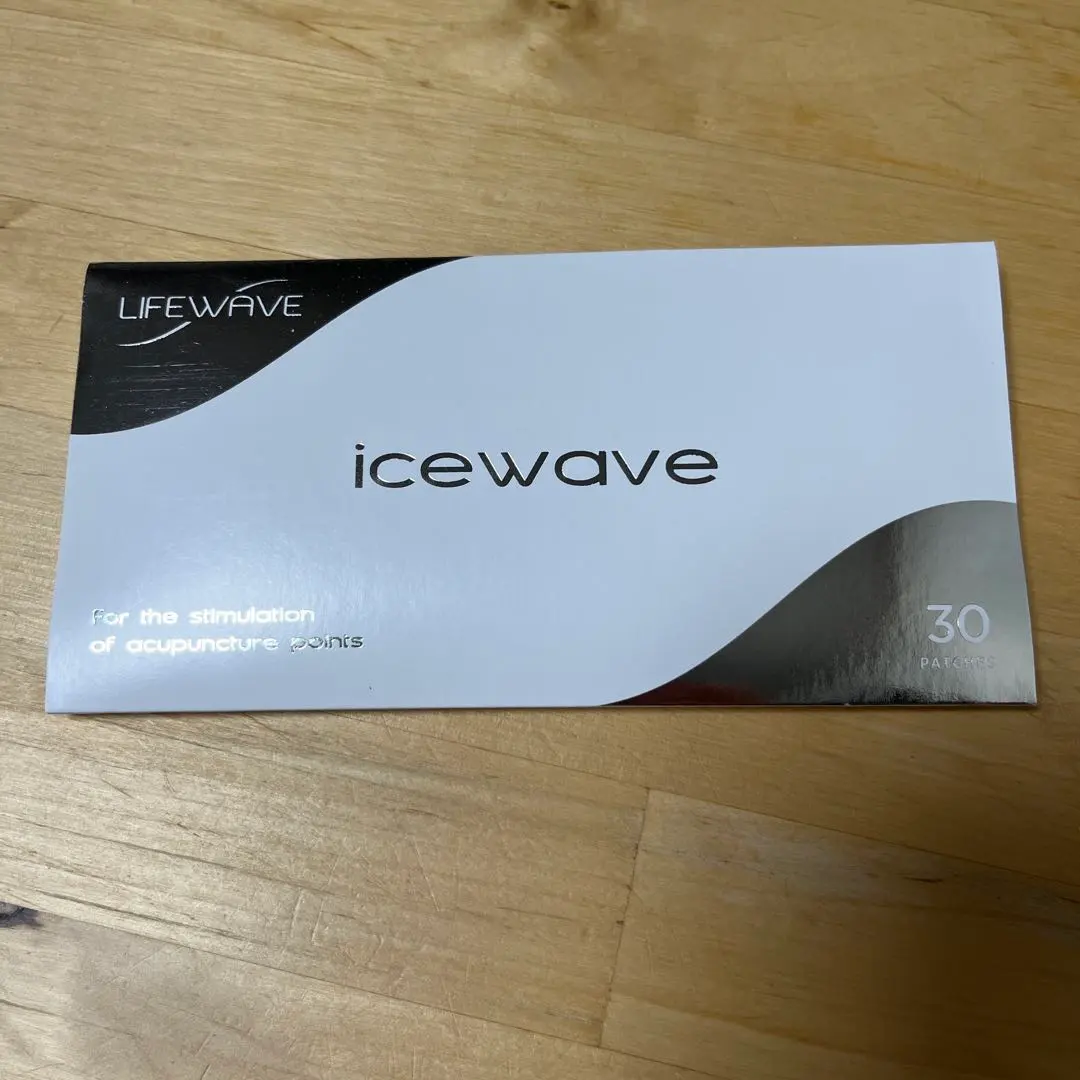 LIFEWAVE
icewave
For the stimulation
of acupuncture points
30
PATCHES